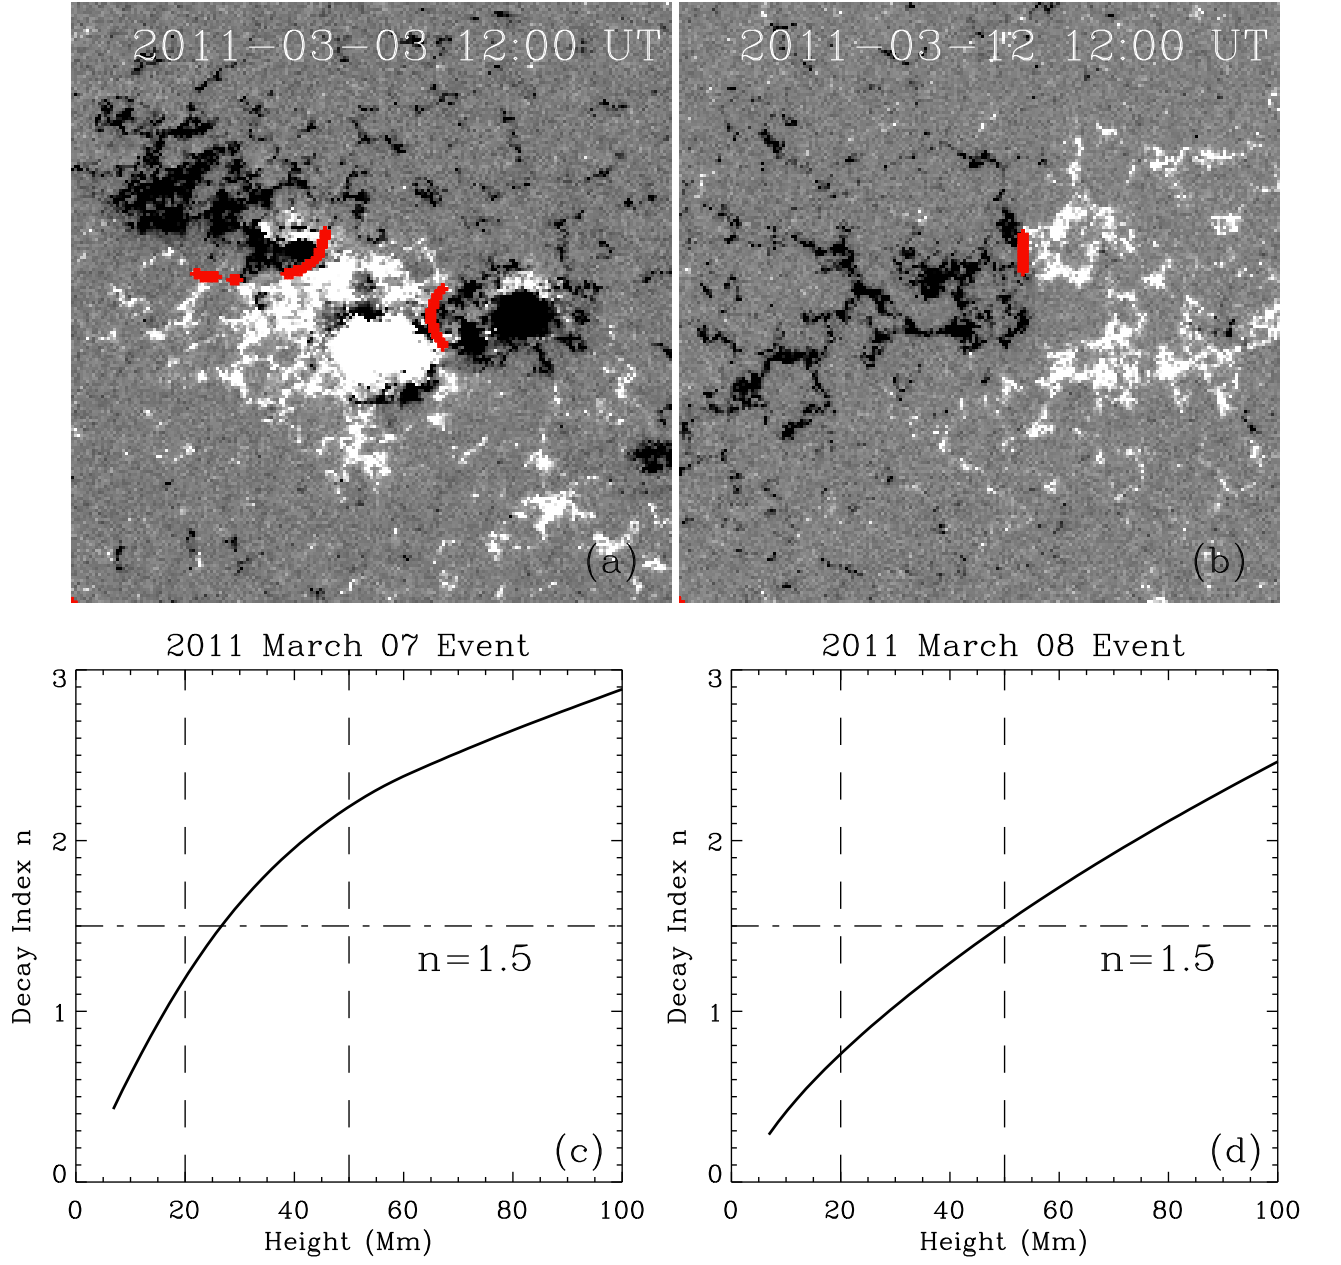 2011-03-03 12:00 UT
2011-03-12 12:00 UT
(a)
(b)
2011 March 07 Event
2011 March 08 Event
3
2
1
0
Decay Index n
n=1.5
(c)
0 20 40 60 80 100
Height (Mm)
3
2
1
0
Decay Index n
n=1.5
(d)
0 20 40 60 80 100
Height (Mm)